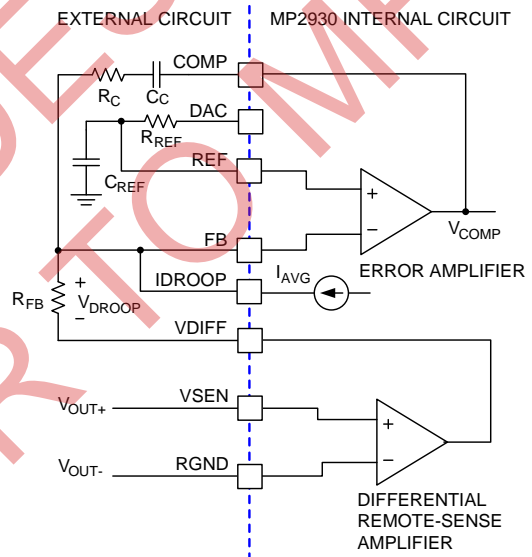 EXTERNAL CIRCUIT
MP2930 INTERNAL CIRCUIT
COMP
RC
CC
DAC
RREF
REF
CREF
+
−
VCOMP
FB
ERROR AMPLIFIER
IDROOP
IAVG
RFB
+
VDROOP
−
VDIFF
VOUT+
VSEN
+
VOUT-
RGND
−
DIFFERENTIAL
REMOTE-SENSE
AMPLIFIER